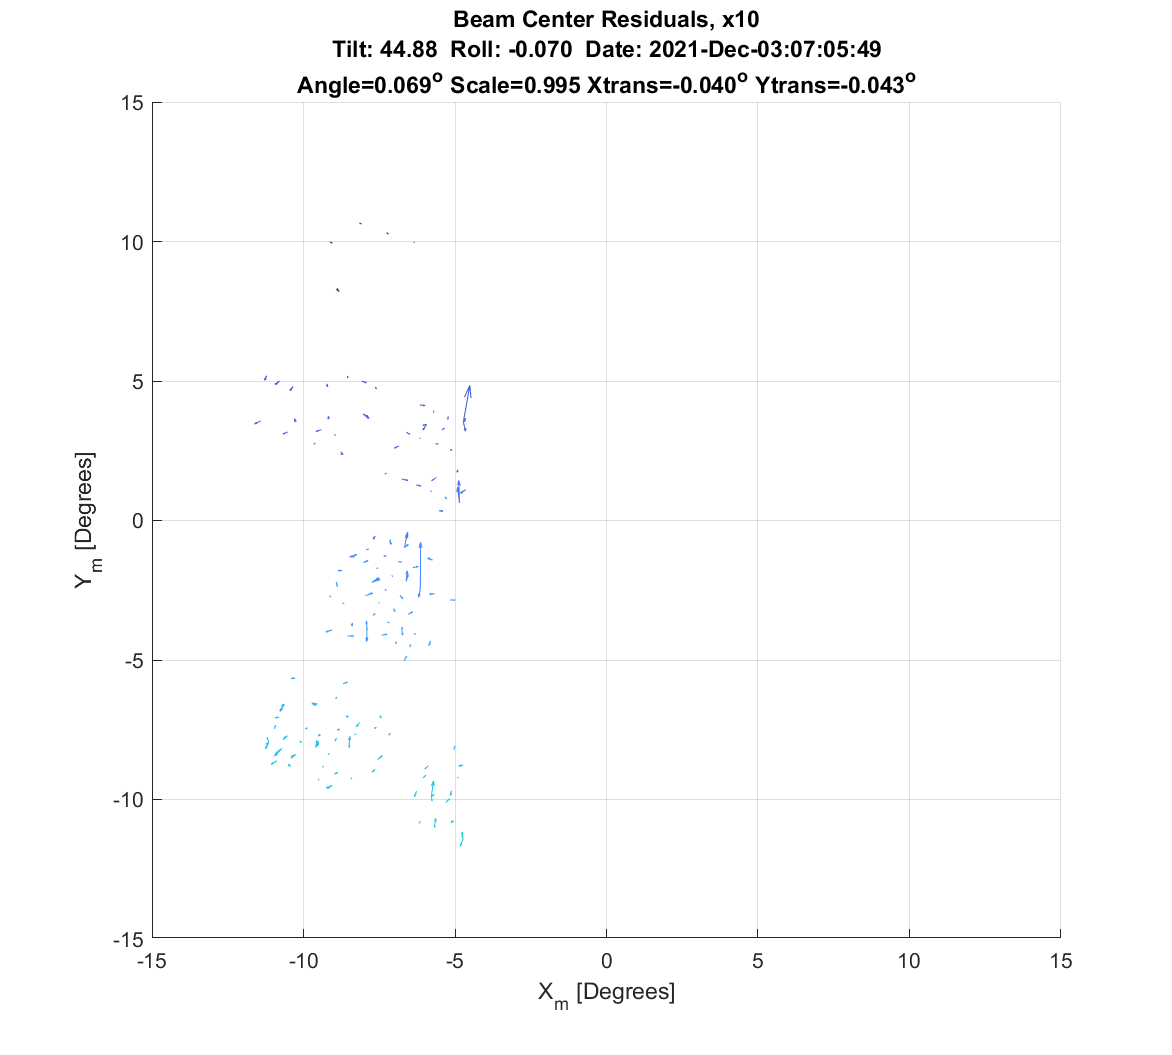 Beam Center Residuals, x10
Tilt: 44.88 Roll: -0.070 Date: 2021-Dec-03:07:05:49
Angle=0.069° Scale=0.995 Xtrans=-0.040° Ytrans=-0.043°
15
10
5
0
-5
-10
-15
Y_m [Degrees]
-15 -10 -5 0 5 10 15
X_m [Degrees]